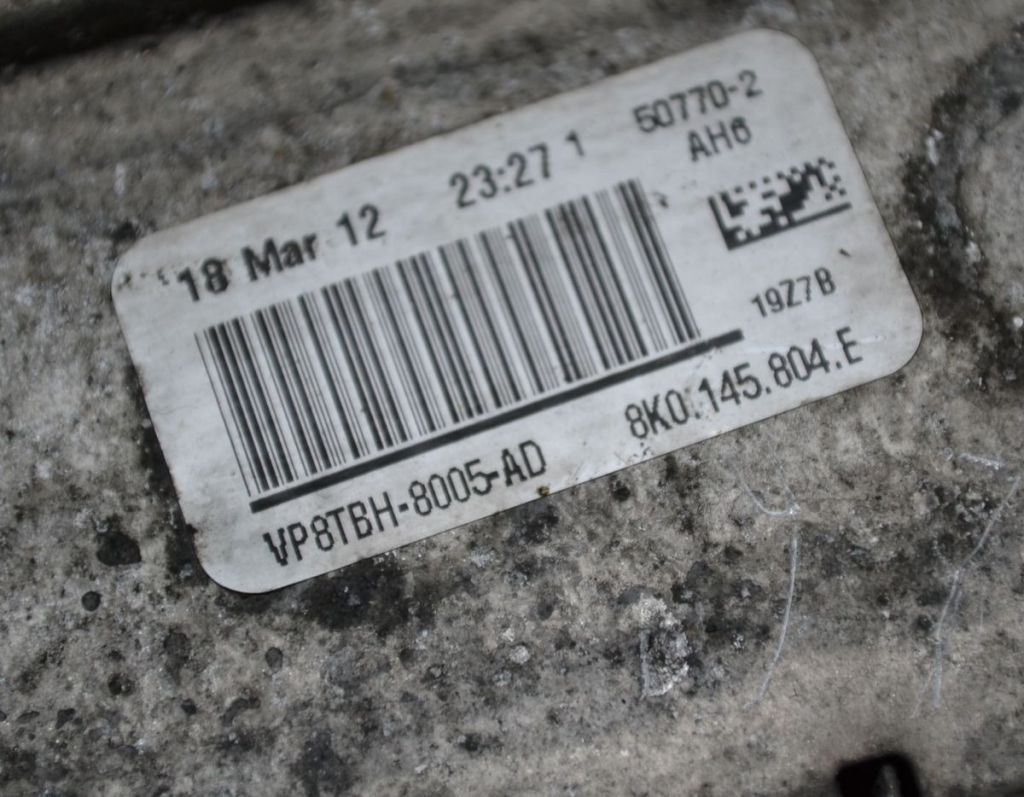 18 Mar 12 23:27 1 50770-2
AH6
19Z7B
VP8TBH-8005-AD 8K0.145.804.E